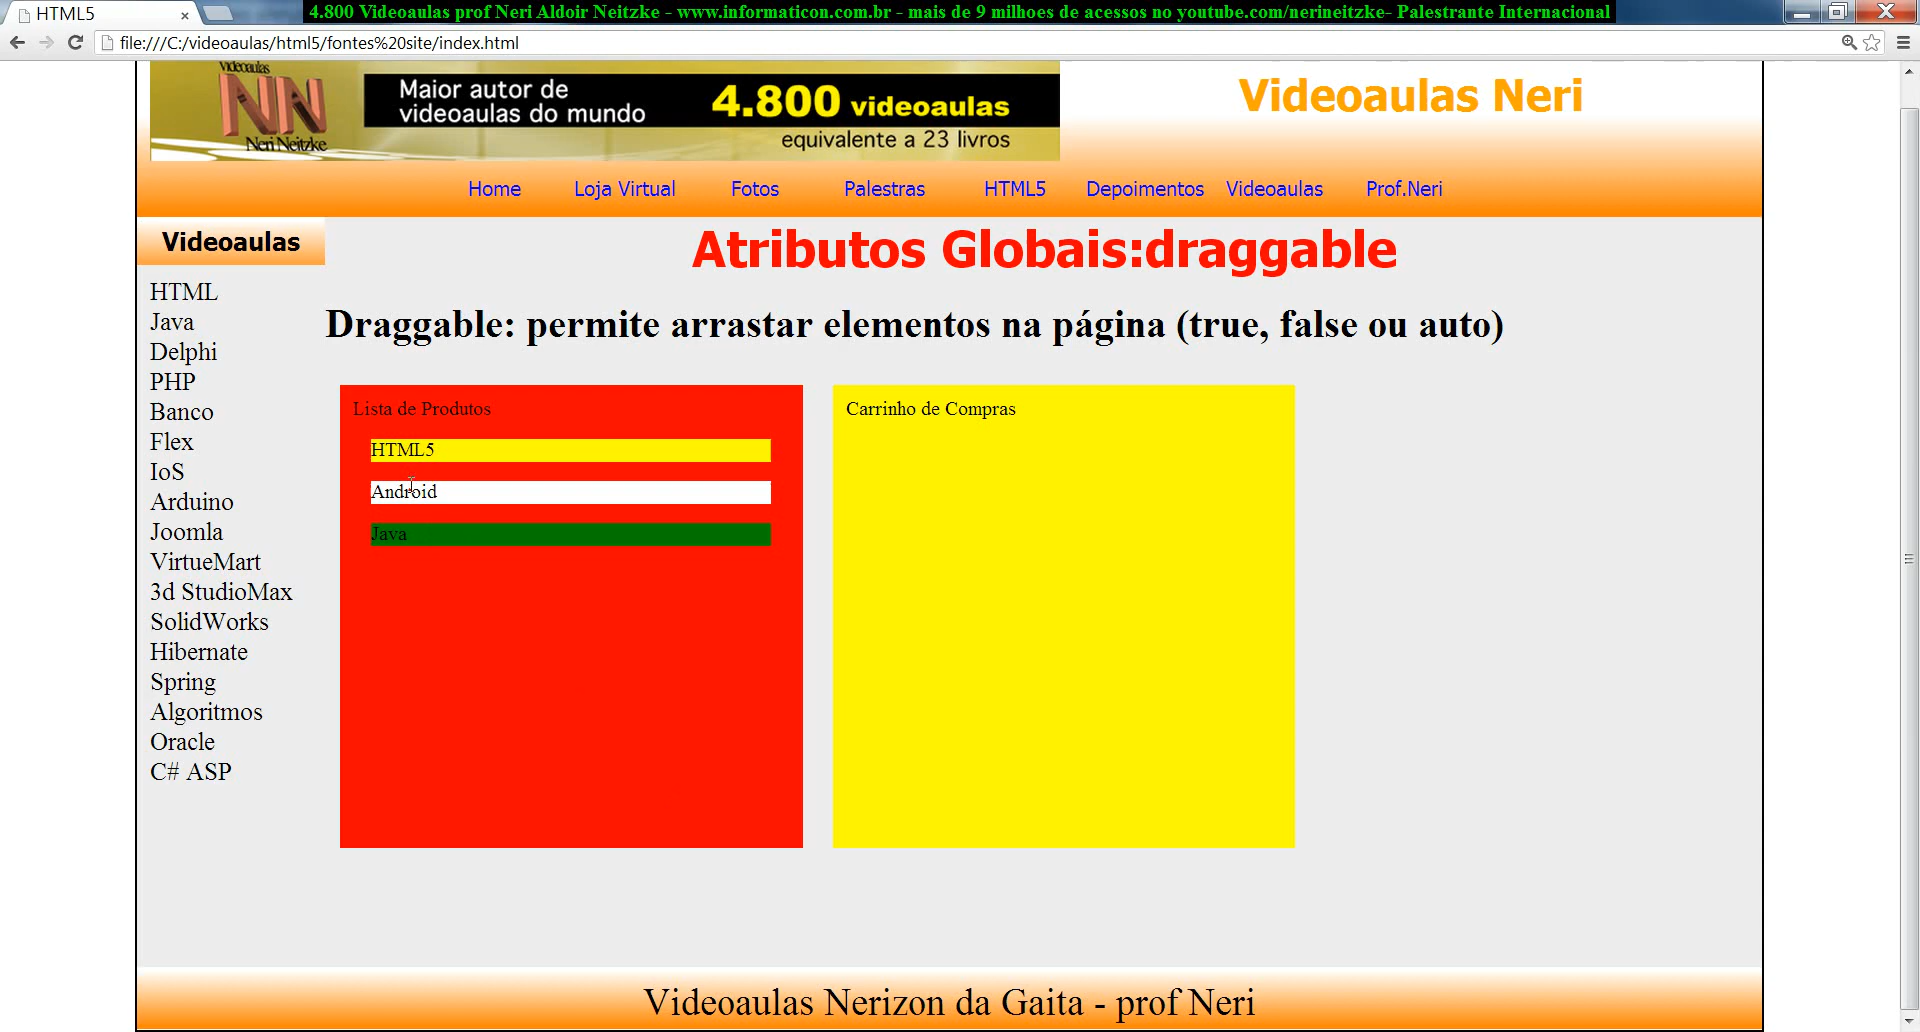 HTML5
4.800 Videoaulas prof Neri Aldoir Neitzke - www.informaticon.com.br - mais de 9 milhoes de acessos no youtube.com/nerineitzke- Palestrante Internacional
file:///C:/videoaulas/html5/fontes%20site/index.html
Videoaulas
NN
Neri Neitzke
Maior autor de
videoaulas do mundo
4.800 videoaulas
equivalente a 23 livros
Videoaulas Neri
Home Loja Virtual Fotos Palestras HTML5 Depoimentos Videoaulas Prof.Neri
Videoaulas
HTML
Java
Delphi
PHP
Banco
Flex
IoS
Arduino
Joomla
VirtueMart
3d StudioMax
SolidWorks
Hibernate
Spring
Algoritmos
Oracle
C# ASP
Atributos Globais:draggable
Draggable: permite arrastar elementos na página (true, false ou auto)
Lista de Produtos
HTML5
Android
Java
Carrinho de Compras
Videoaulas Nerizon da Gaita - prof Neri